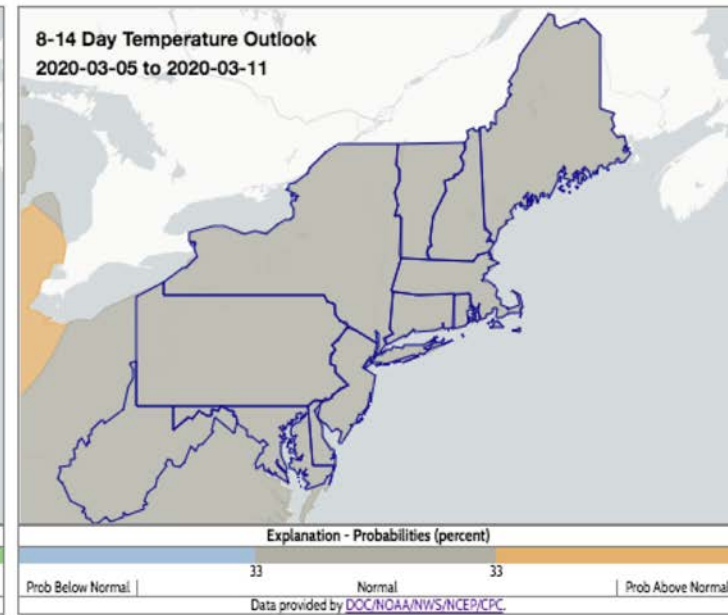 8-14 Day Temperature Outlook
2020-03-05 to 2020-03-11
Explanation - Probabilities (percent)
33 33
Prob Below Normal | Normal | Prob Above Normal
Data provided by DOC/NOAA/NWS/NCEP/CPC.